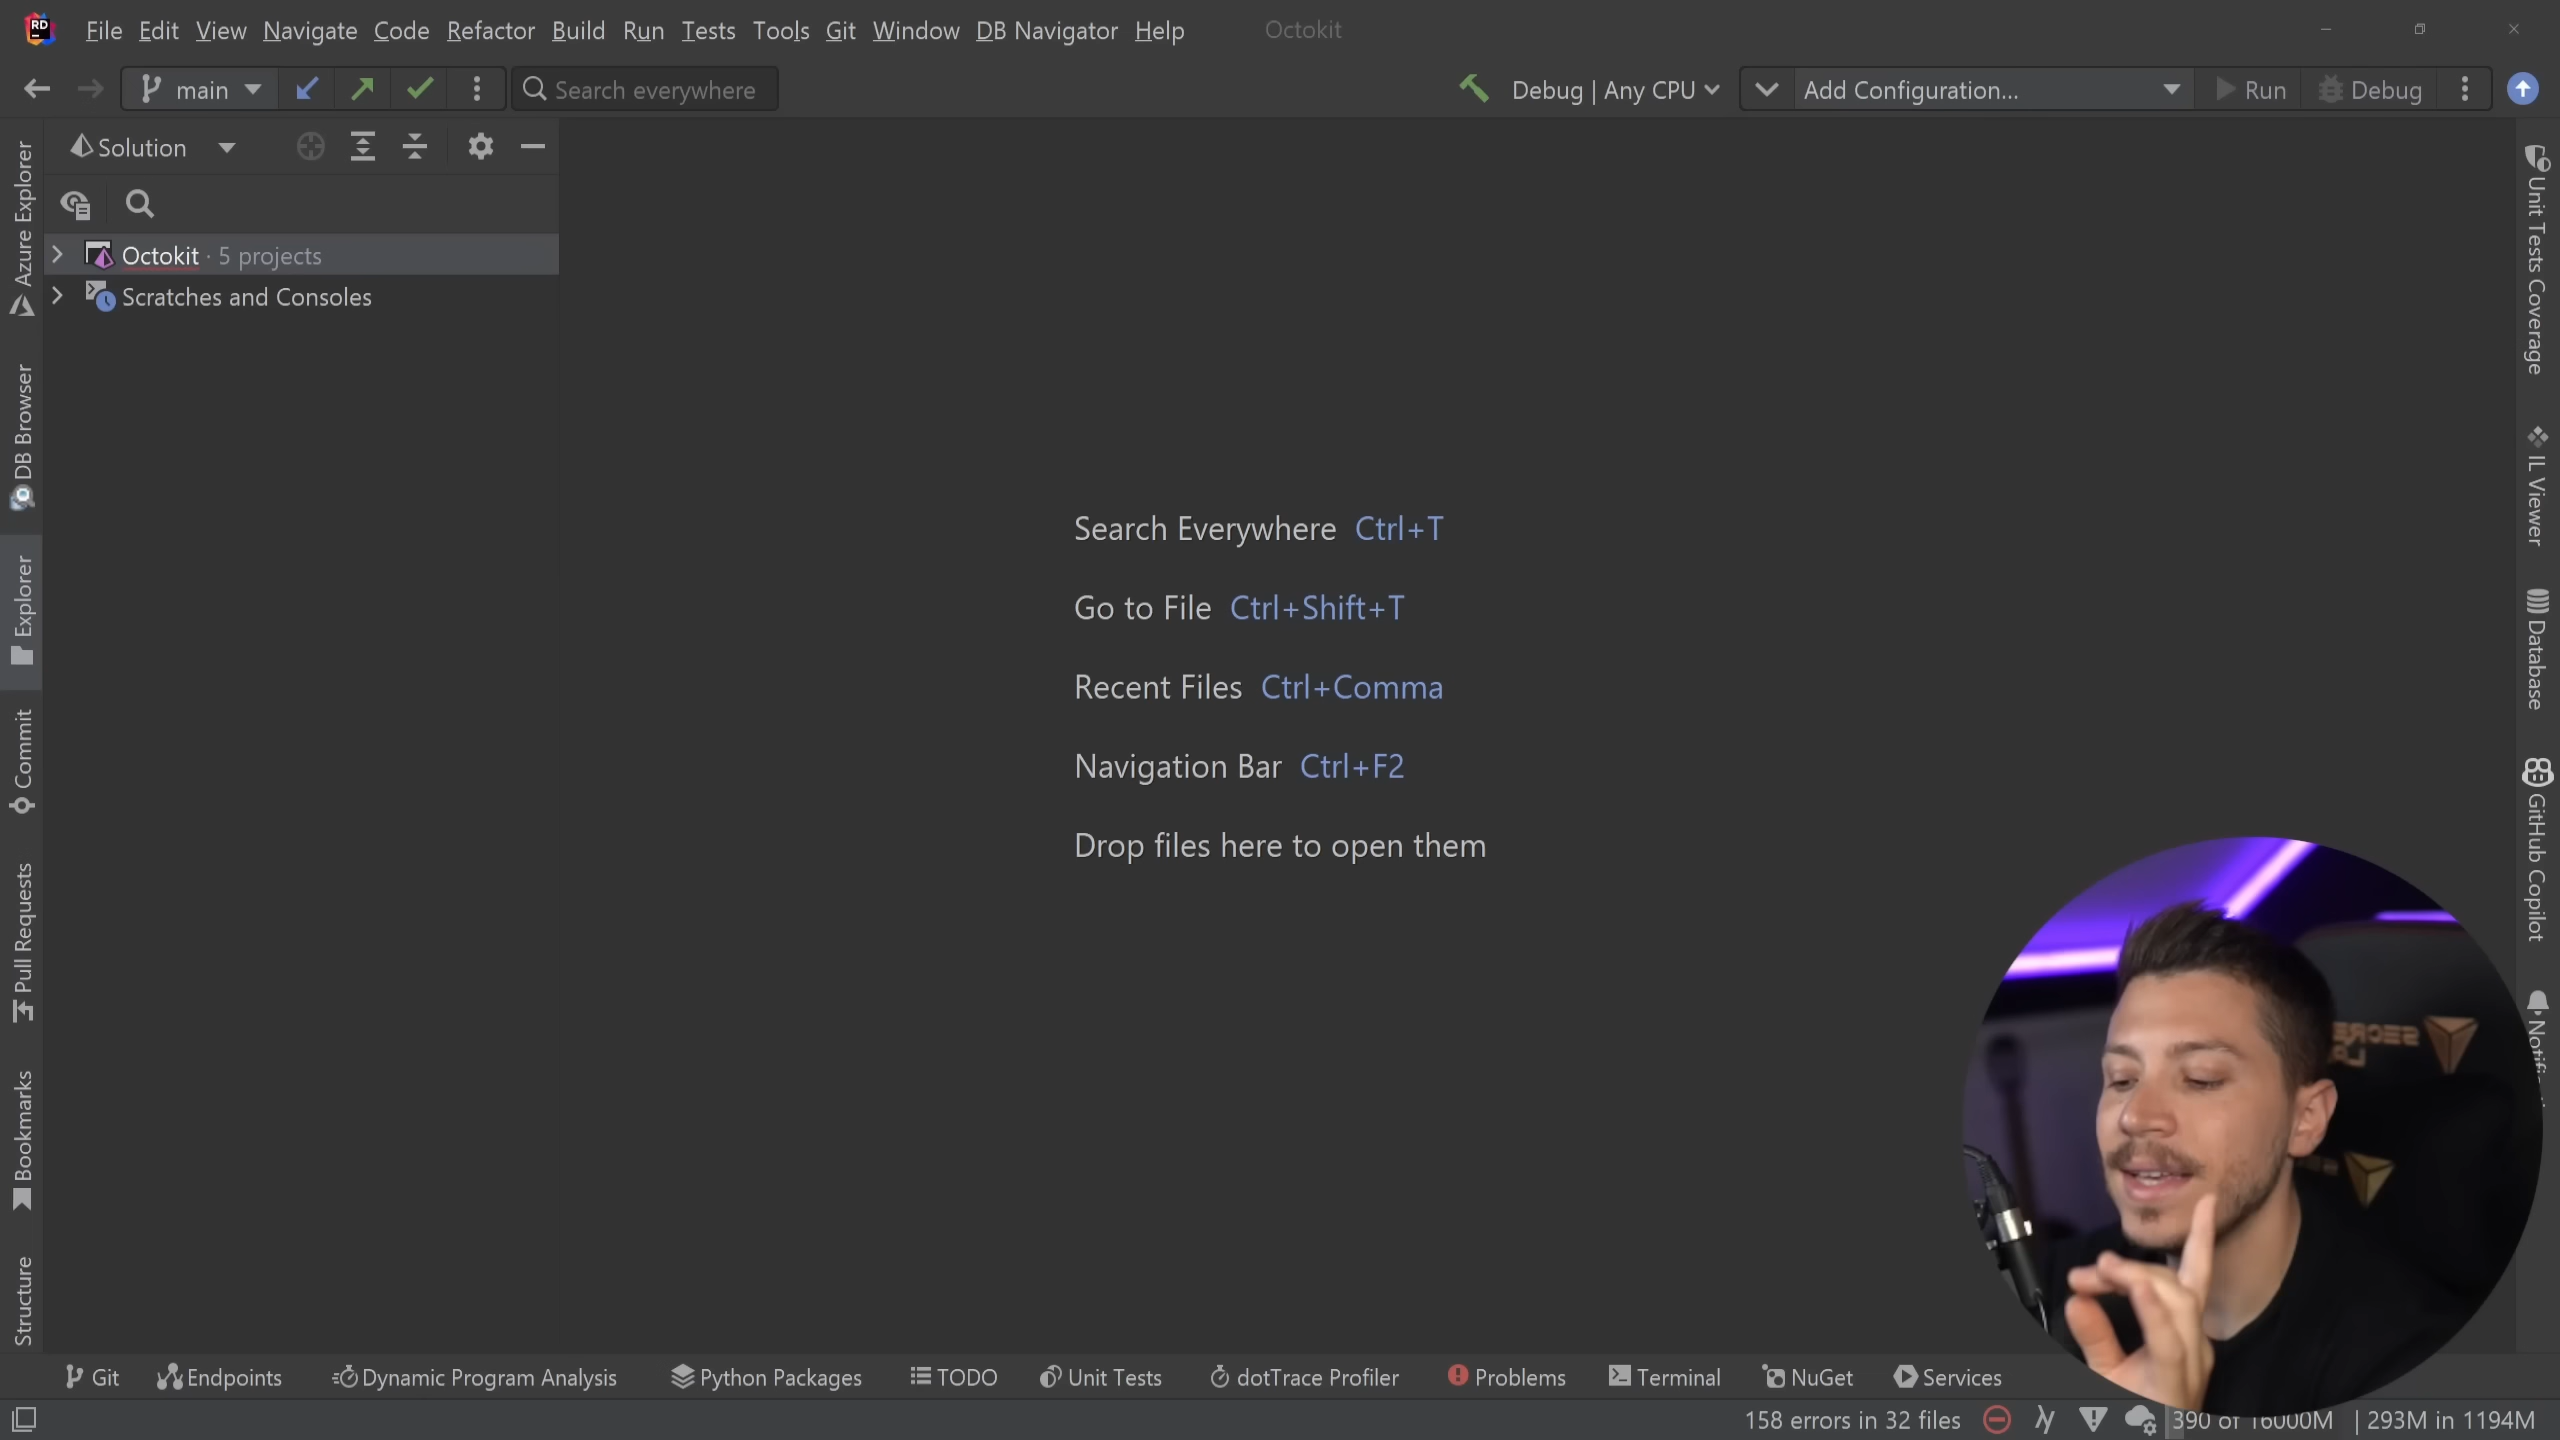 RD
File Edit View Navigate Code Refactor Build Run Tests Tools Git Window DB Navigator Help Octokit
main Search everywhere Debug | Any CPU Add Configuration... Run Debug
Solution
Octokit · 5 projects
Scratches and Consoles
Azure Explorer
DB Browser
Explorer
Commit
Pull Requests
Bookmarks
Structure
Search Everywhere Ctrl+T
Go to File Ctrl+Shift+T
Recent Files Ctrl+Comma
Navigation Bar Ctrl+F2
Drop files here to open them
Unit Tests Coverage
IL Viewer
Database
GitHub Copilot
Git Endpoints Dynamic Program Analysis Python Packages TODO Unit Tests dotTrace Profiler Problems Terminal NuGet Services
158 errors in 32 files 390 of 16000M | 293M in 1194M